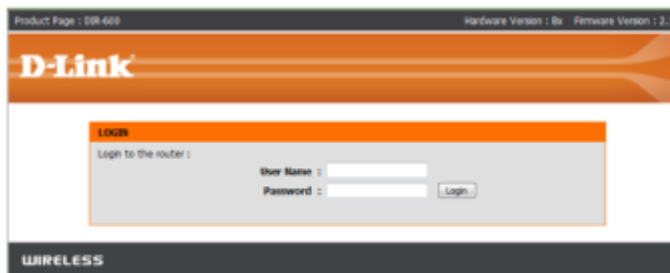 Product Page : DIR-600 Hardware Version : Bx Firmware Version : 2.
D-Link
LOGIN
Login to the router :
User Name :
Password : Login
WIRELESS